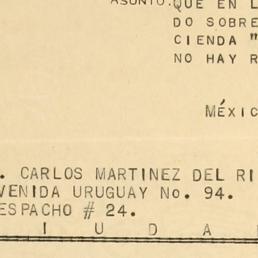 ASUNTO. QUE EN L
DO SOBRE
CIENDA "
NO HAY R
MÉXIC
. CARLOS MARTINEZ DEL RI
VENIDA URUGUAY No. 94.
ESPACHO # 24.
I U D A